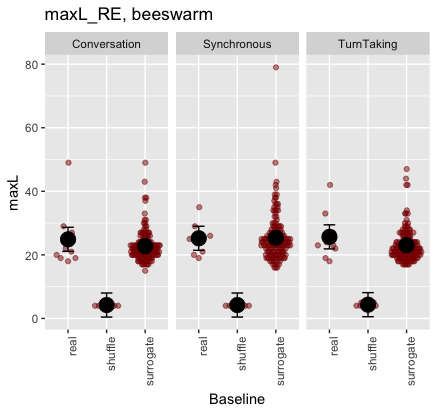 maxL_RE, beeswarm
Conversation Synchronous TurnTaking
80
60
40
20
0
maxL
real shuffle surrogate real shuffle surrogate real shuffle surrogate
Baseline